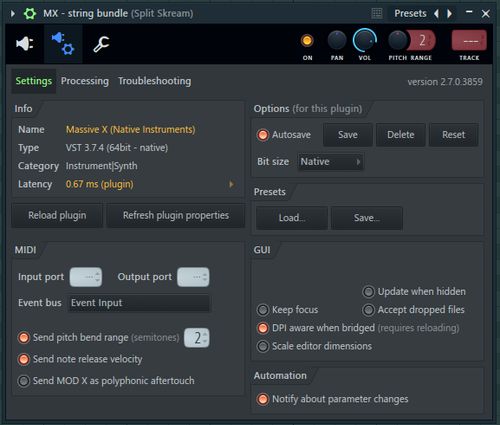 MX - string bundle (Split Skream) Presets
ON PAN VOL PITCH 2 RANGE --- TRACK
Settings Processing Troubleshooting version 2.7.0.3859
Info
Name Massive X (Native Instruments)
Type VST 3.7.4 (64bit - native)
Category Instrument|Synth
Latency 0.67 ms (plugin)
Reload plugin Refresh plugin properties
Options (for this plugin)
Autosave Save Delete Reset
Bit size Native
Presets
Load... Save...
MIDI
Input port --- Output port ---
Event bus Event Input
Send pitch bend range (semitones) 2
Send note release velocity
Send MOD X as polyphonic aftertouch
GUI
Update when hidden
Keep focus Accept dropped files
DPI aware when bridged (requires reloading)
Scale editor dimensions
Automation
Notify about parameter changes